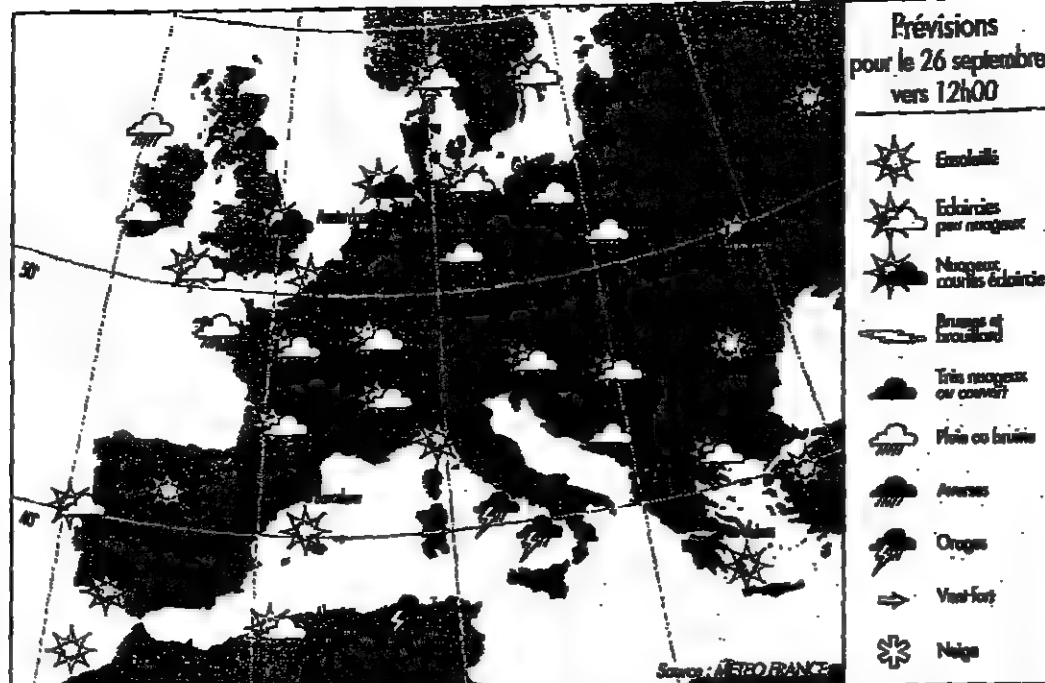 Prévisions
pour le 26 septembre
vers 12h00
Ensoleillé
Eclaircies
peu nuageux
Nuageux
courtes éclaircies
Brumes et
brouillard
Très nuageux
ou couvert
Pluie ou bruine
Averses
Orages
Vent fort
Neige
50°
40°
Source : METEO FRANCE